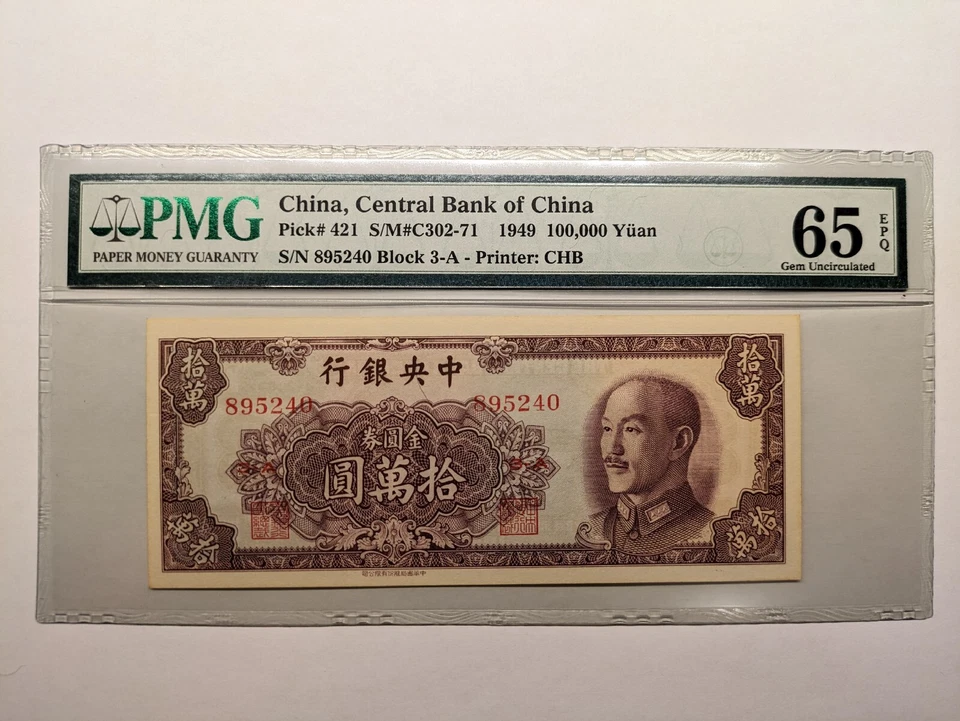 PMG
PAPER MONEY GUARANTY
China, Central Bank of China
Pick# 421 S/M#C302-71 1949 100,000 Yüan
S/N 895240 Block 3-A - Printer: CHB
65
EPQ
Gem Uncirculated
拾萬
行銀央中
拾萬
895240
895240
券圓金
3-A
3-A
圓萬拾
拾萬
拾萬